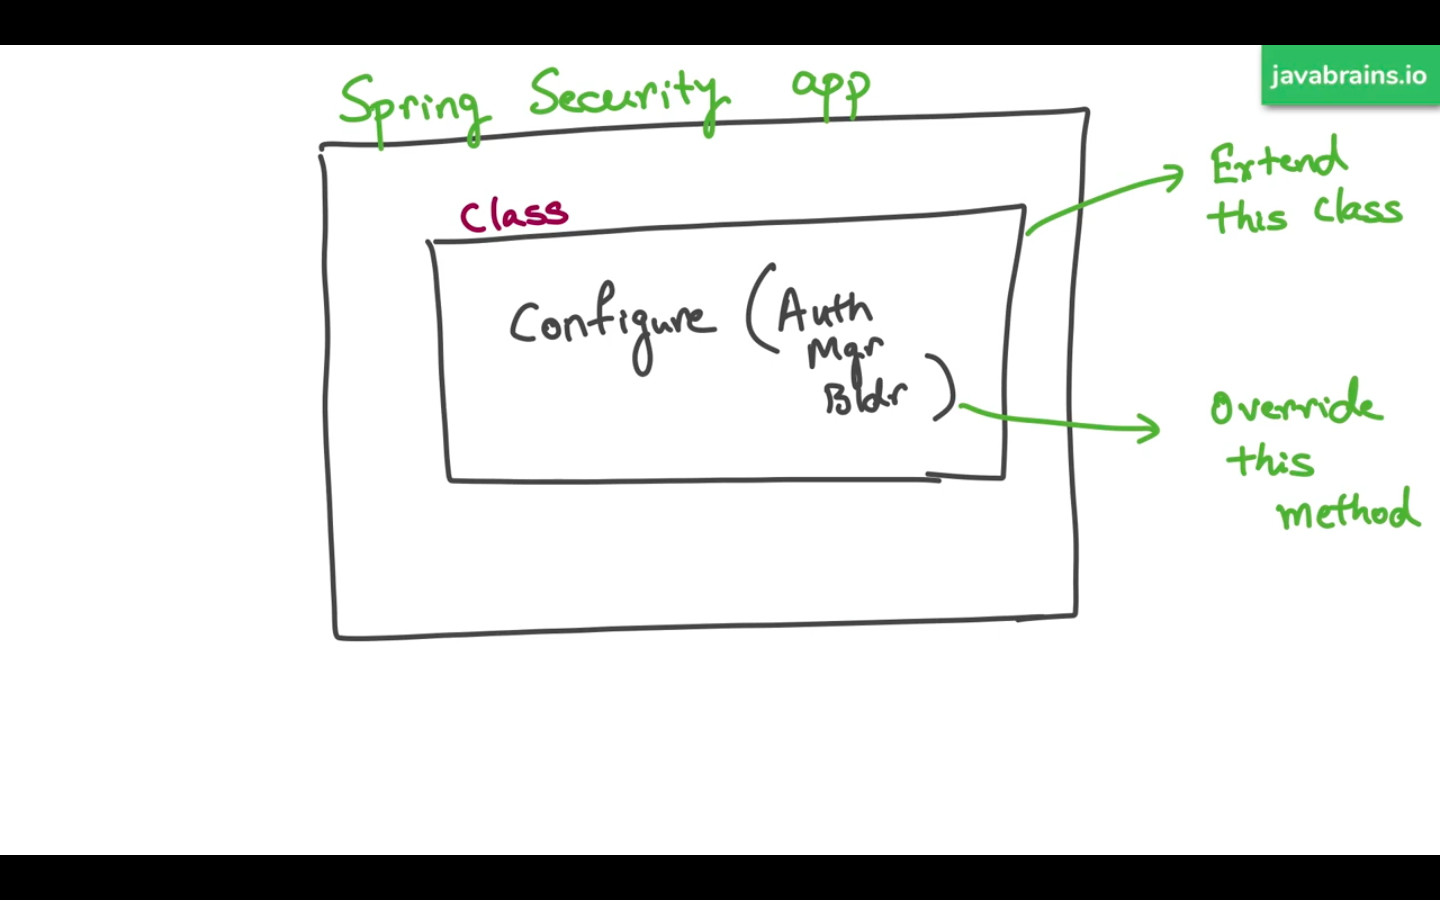 javabrains.io
Spring Security app
Extend
this class
Class
Configure (Auth
Mgr
Bldr)
Override
this
method